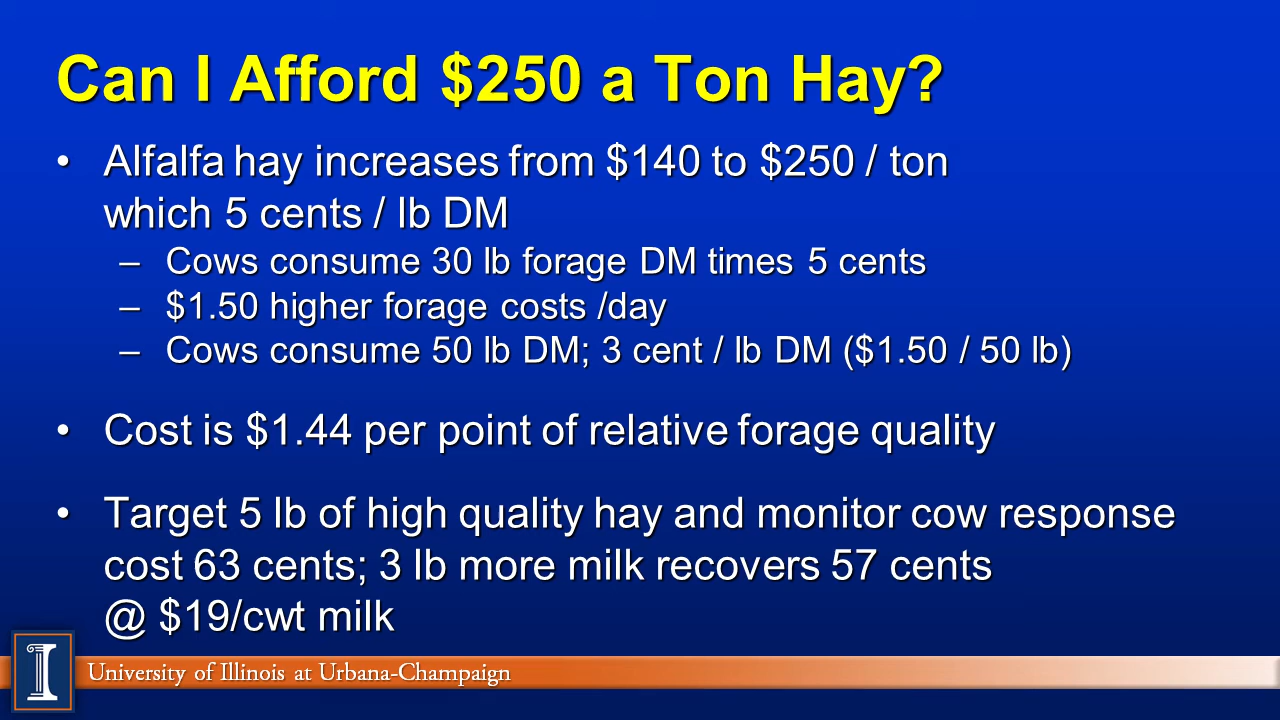 Can I Afford $250 a Ton Hay?
• Alfalfa hay increases from $140 to $250 / ton
which 5 cents / lb DM
– Cows consume 30 lb forage DM times 5 cents
– $1.50 higher forage costs /day
– Cows consume 50 lb DM; 3 cent / lb DM ($1.50 / 50 lb)
• Cost is $1.44 per point of relative forage quality
• Target 5 lb of high quality hay and monitor cow response
cost 63 cents; 3 lb more milk recovers 57 cents
@ $19/cwt milk
I
University of Illinois at Urbana-Champaign